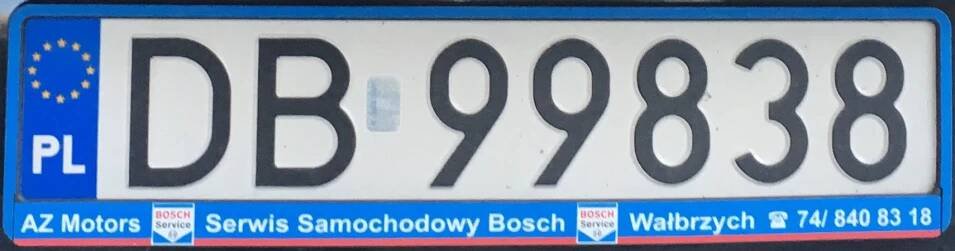 PL DB 99838
AZ Motors BOSCH Service Serwis Samochodowy Bosch BOSCH Service Wałbrzych ☎ 74/ 840 83 18